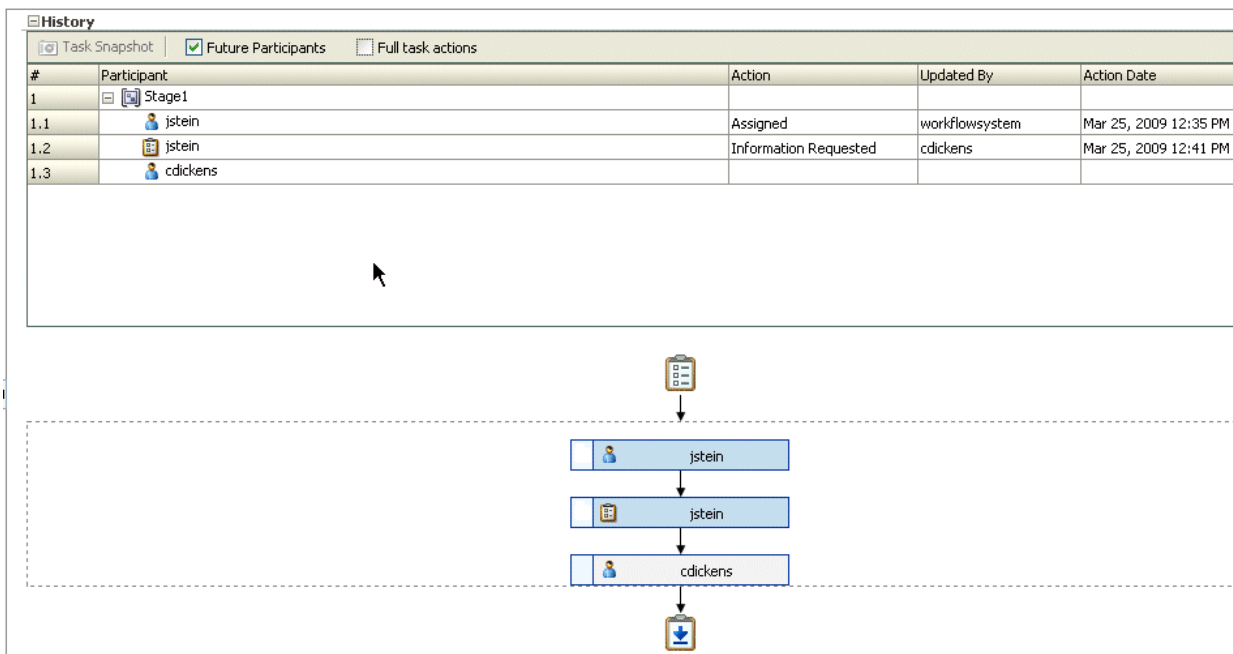 History
Task Snapshot Future Participants Full task actions
# Participant Action Updated By Action Date
1 Stage1
1.1 jstein Assigned workflowsystem Mar 25, 2009 12:35 PM
1.2 jstein Information Requested cdickens Mar 25, 2009 12:41 PM
1.3 cdickens
jstein
jstein
cdickens